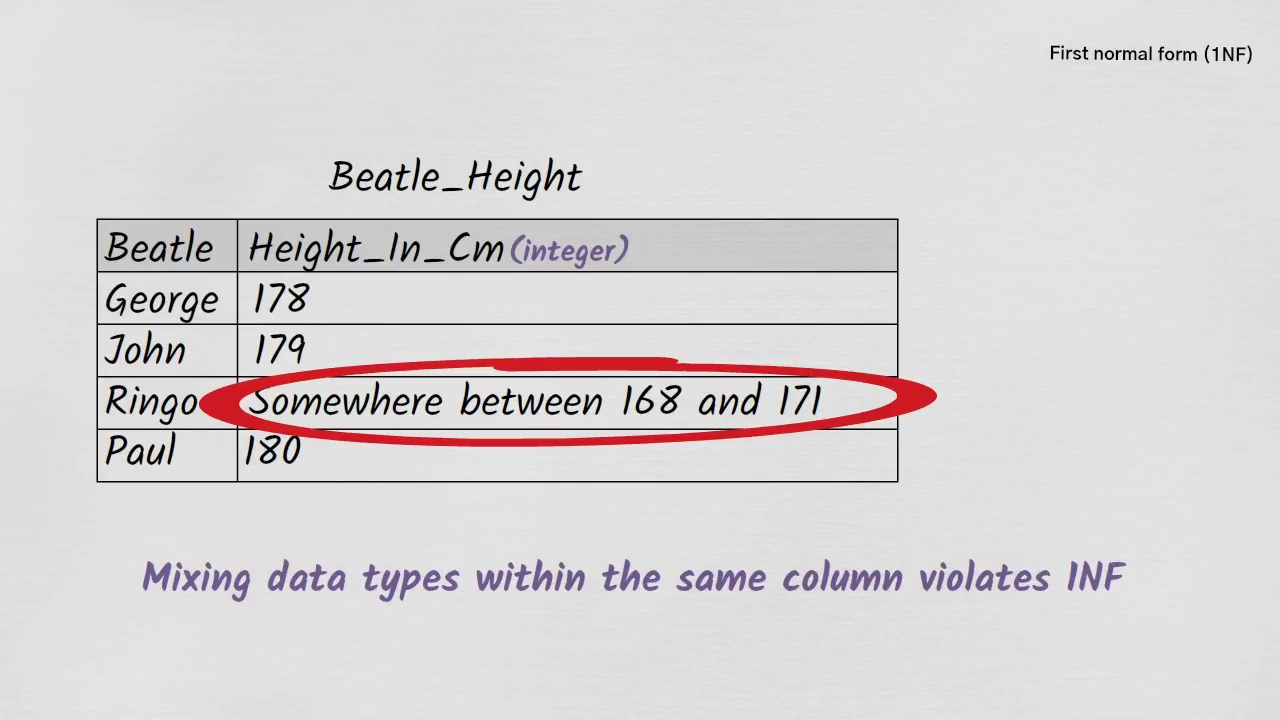 First normal form (1NF)
Beatle_Height
Beatle Height_In_Cm (integer)
George 178
John 179
Ringo Somewhere between 168 and 171
Paul 180
Mixing data types within the same column violates 1NF